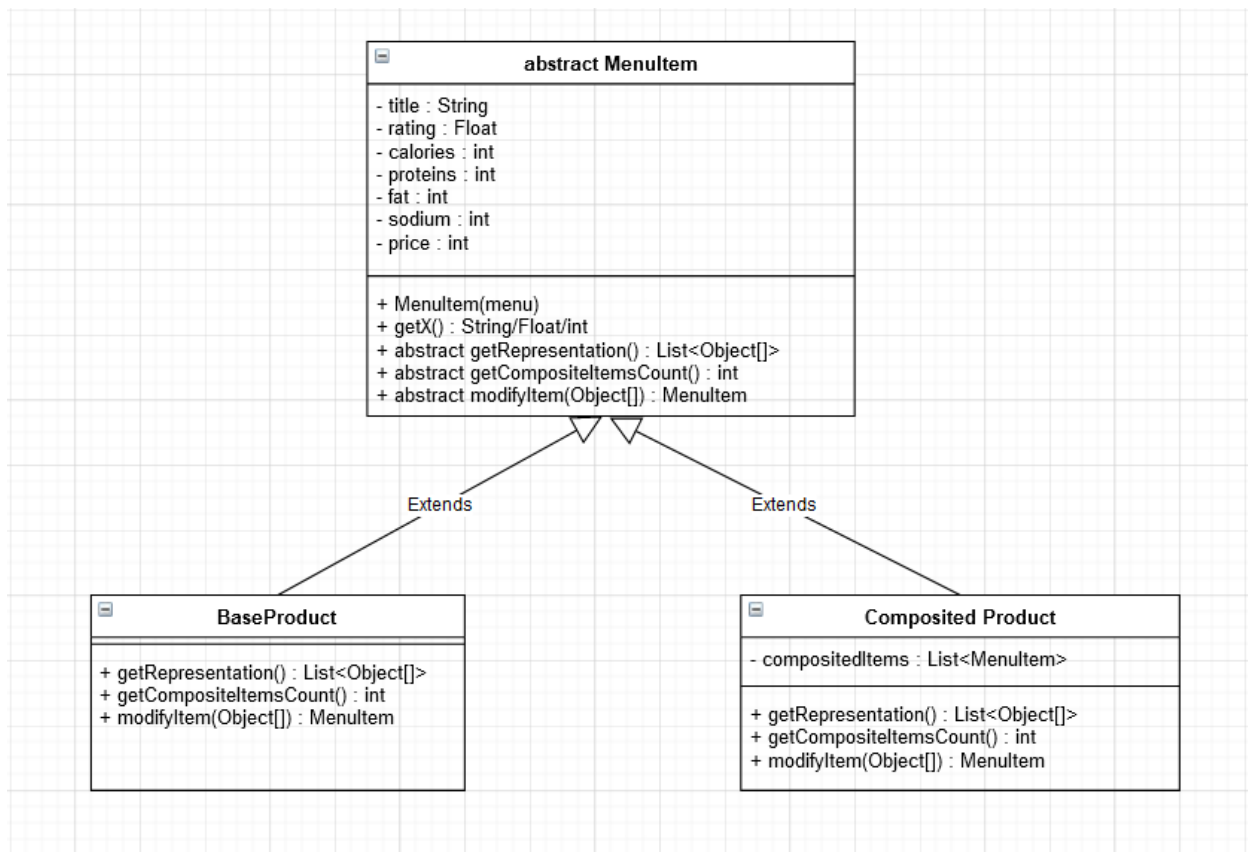 abstract MenuItem
- title : String
- rating : Float
- calories : int
- proteins : int
- fat : int
- sodium : int
- price : int
+ MenuItem(menu)
+ getX() : String/Float/int
+ abstract getRepresentation() : List<Object[]>
+ abstract getCompositeItemsCount() : int
+ abstract modifyItem(Object[]) : MenuItem
Extends
Extends
BaseProduct
+ getRepresentation() : List<Object[]>
+ getCompositeItemsCount() : int
+ modifyItem(Object[]) : MenuItem
Composited Product
- compositedItems : List<MenuItem>
+ getRepresentation() : List<Object[]>
+ getCompositeItemsCount() : int
+ modifyItem(Object[]) : MenuItem